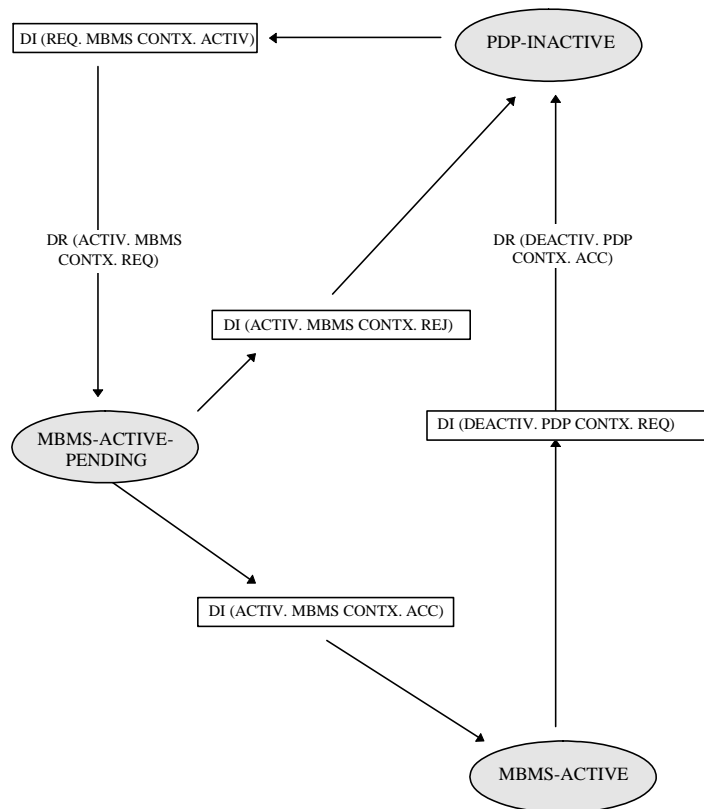 DI (REQ. MBMS CONTX. ACTIV)
PDP-INACTIVE
DR (ACTIV. MBMS
CONTX. REQ)
DR (DEACTIV. PDP
CONTX. ACC)
DI (ACTIV. MBMS CONTX. REJ)
DI (DEACTIV. PDP CONTX. REQ)
MBMS-ACTIVE-
PENDING
DI (ACTIV. MBMS CONTX. ACC)
MBMS-ACTIVE